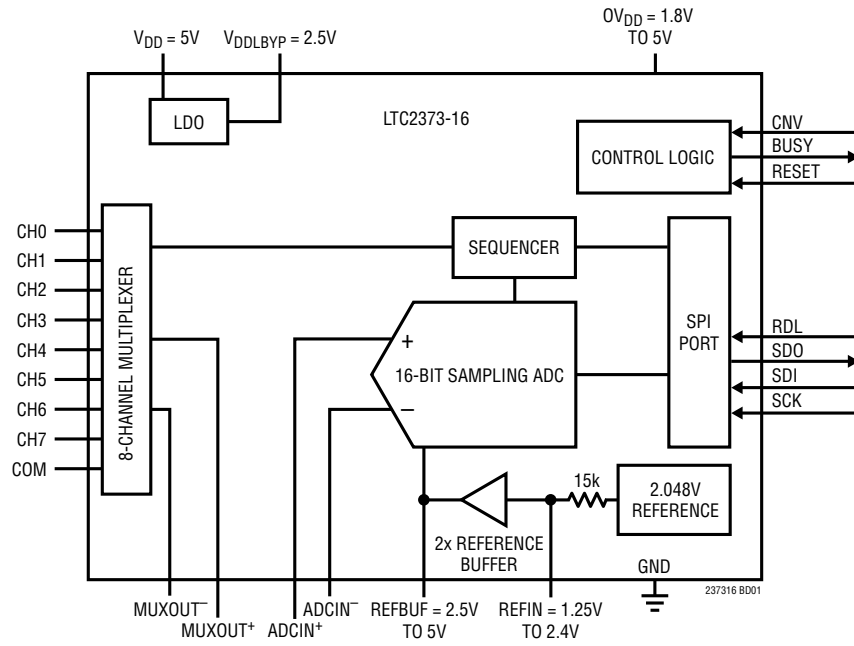 OVDD = 1.8V
TO 5V
VDD = 5V
VDDLBYP = 2.5V
LDO
LTC2373-16
CONTROL LOGIC
CNV
BUSY
RESET
CH0
CH1
CH2
CH3
CH4
CH5
CH6
CH7
COM
8-CHANNEL MULTIPLEXER
SEQUENCER
SPI
PORT
+
16-BIT SAMPLING ADC
–
RDL
SDO
SDI
SCK
15k
2.048V
REFERENCE
2x REFERENCE
BUFFER
GND
237316 BD01
MUXOUT–
MUXOUT+
ADCIN+
ADCIN–
REFBUF = 2.5V
TO 5V
REFIN = 1.25V
TO 2.4V